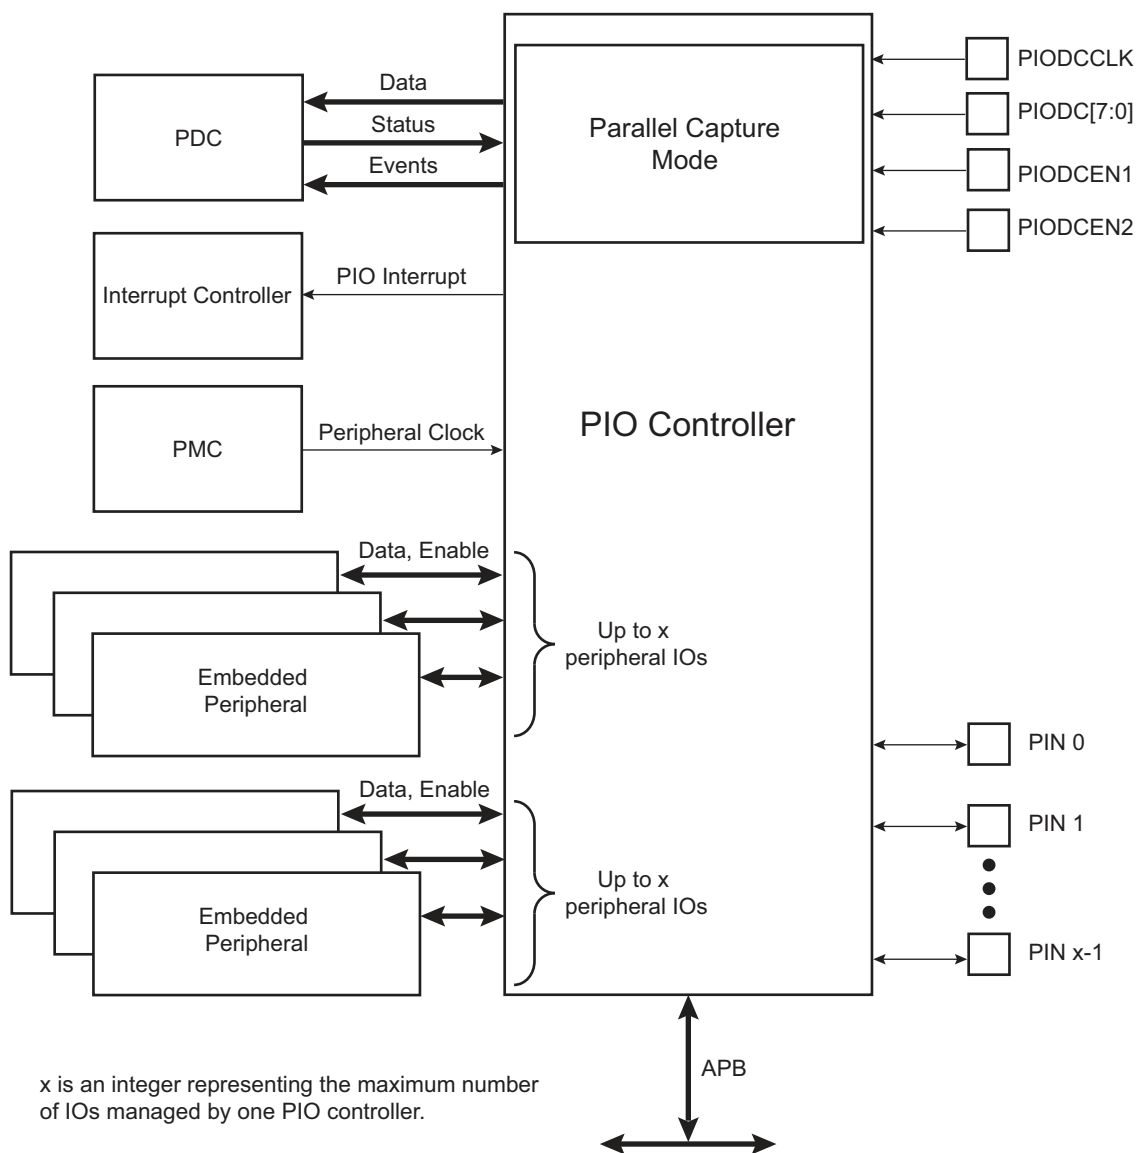 PIODCCLK
Data
PDC
Status
Events
Parallel Capture
Mode
PIODC[7:0]
PIODCEN1
PIODCEN2
Interrupt Controller
PIO Interrupt
PMC
Peripheral Clock
PIO Controller
Data, Enable
Up to x
peripheral IOs
Embedded
Peripheral
PIN 0
Data, Enable
PIN 1
Up to x
peripheral IOs
Embedded
Peripheral
PIN x-1
APB
x is an integer representing the maximum number
of IOs managed by one PIO controller.